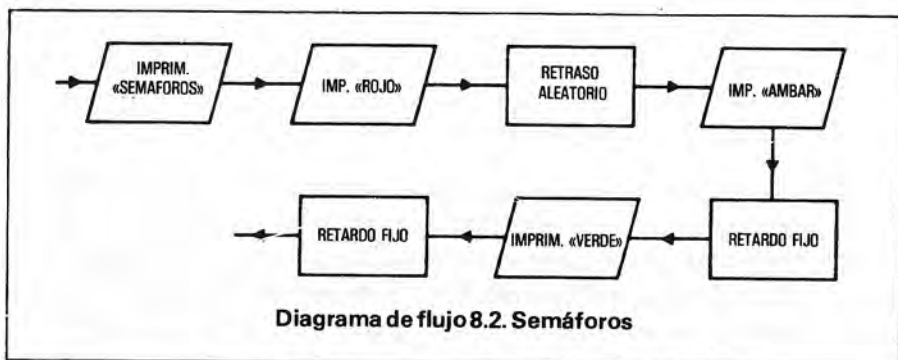 IMPRIM.
«SEMAFOROS»
IMP. «ROJO»
RETRASO
ALEATORIO
IMP. «AMBAR»
RETARDO FIJO
IMPRIM. «VERDE»
RETARDO FIJO
Diagrama de flujo 8.2. Semáforos